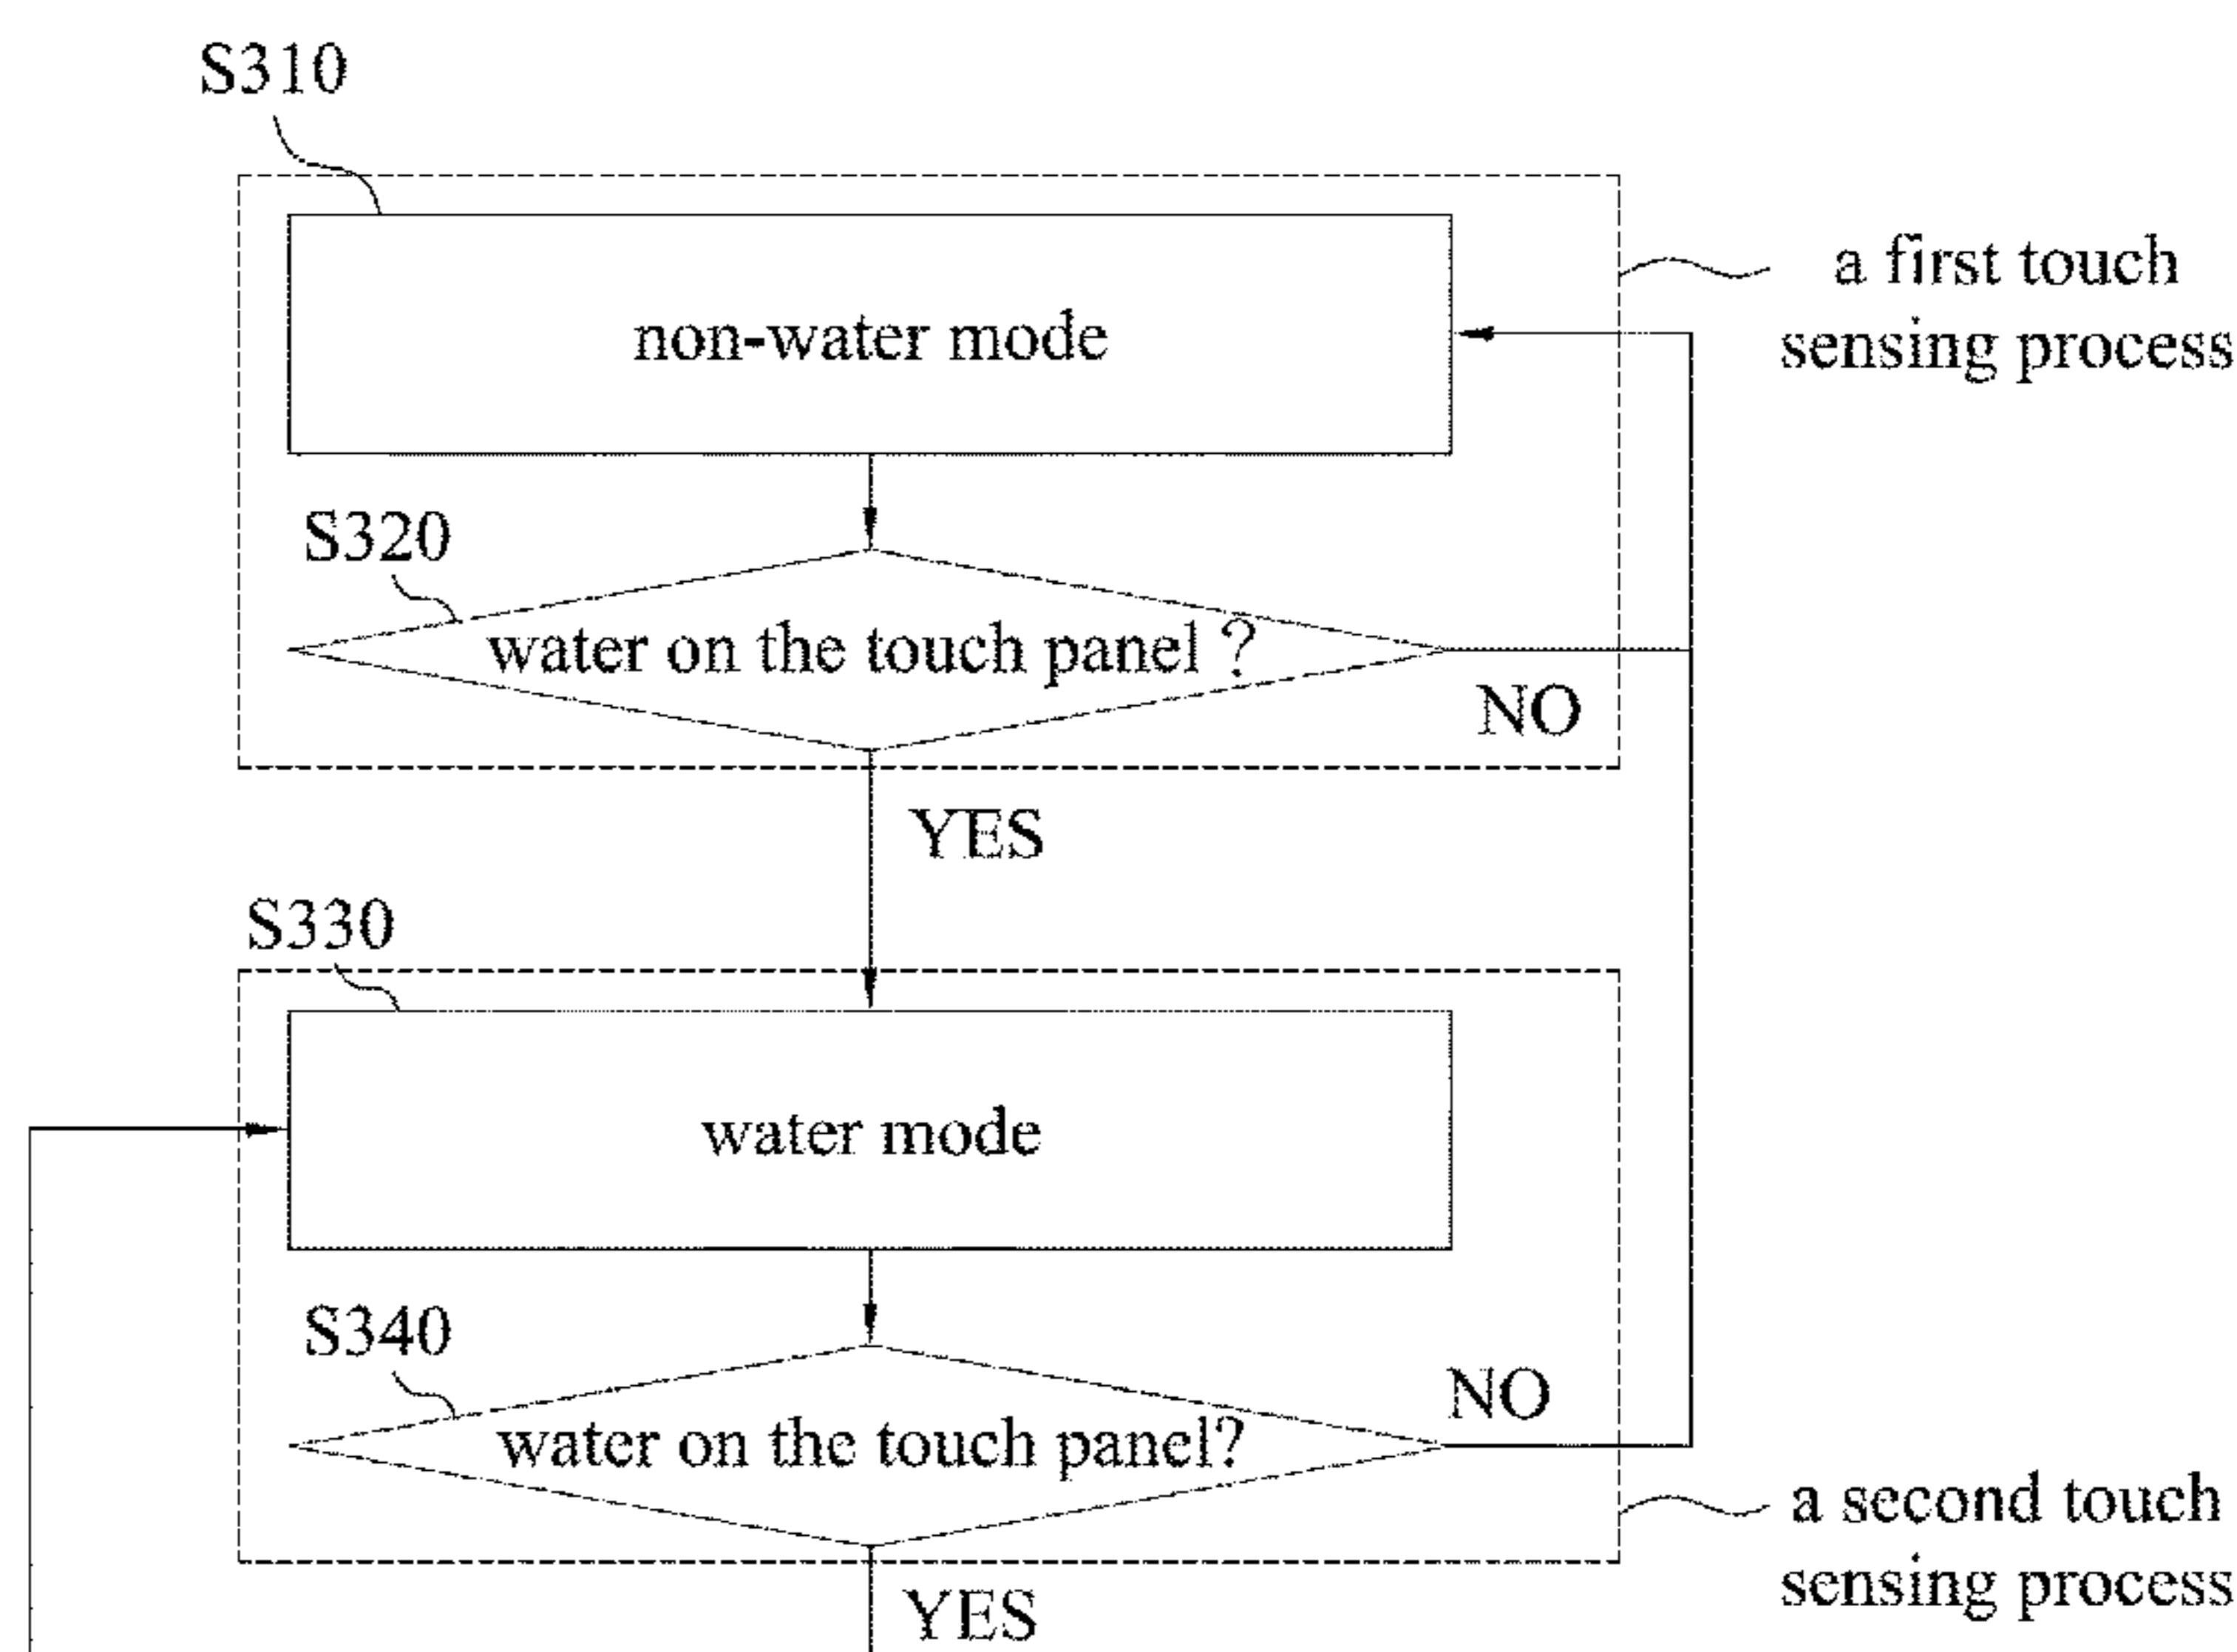 S310
a first touch
sensing process
non-water mode
S320
water on the touch panel ?
NO
YES
S330
water mode
S340
NO
water on the touch panel?
a second touch
sensing process
YES